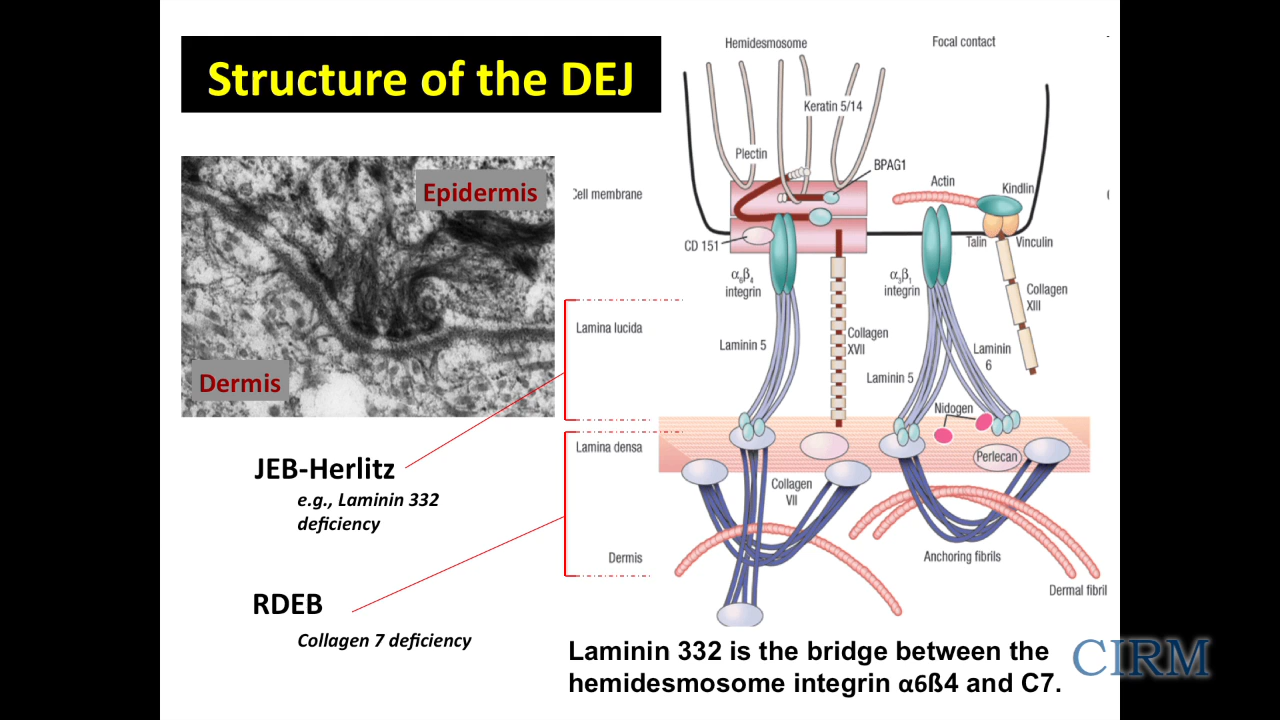 Structure of the DEJ
Epidermis
Dermis
JEB-Herlitz
e.g., Laminin 332
deficiency
RDEB
Collagen 7 deficiency
Hemidesmosome
Focal contact
Keratin 5/14
Plectin
BPAG1
Cell membrane
Actin
Kindlin
CD 151
Talin
Vinculin
α6β4
integrin
α3β1
integrin
Collagen
XIII
Lamina lucida
Laminin 5
Collagen
XVII
Laminin
6
Laminin 5
Nidogen
Lamina densa
Perlecan
Collagen
VII
Dermis
Anchoring fibrils
Dermal fibril
Laminin 332 is the bridge between the
hemidesmosome integrin α6ß4 and C7.
CIRM